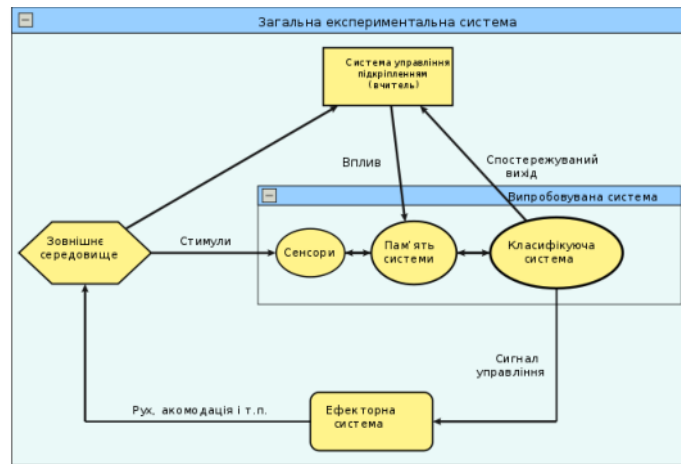 Загальна експериментальна система
Система управління
підкріпленням
(вчитель)
Вплив
Спостережуваний
вихід
Випробовувана система
Зовнішнє
середовище
Стимули
Сенсори
Пам'ять
системи
Класифікуюча
система
Сигнал
управління
Рух, акомодація і т.п.
Ефекторна
система